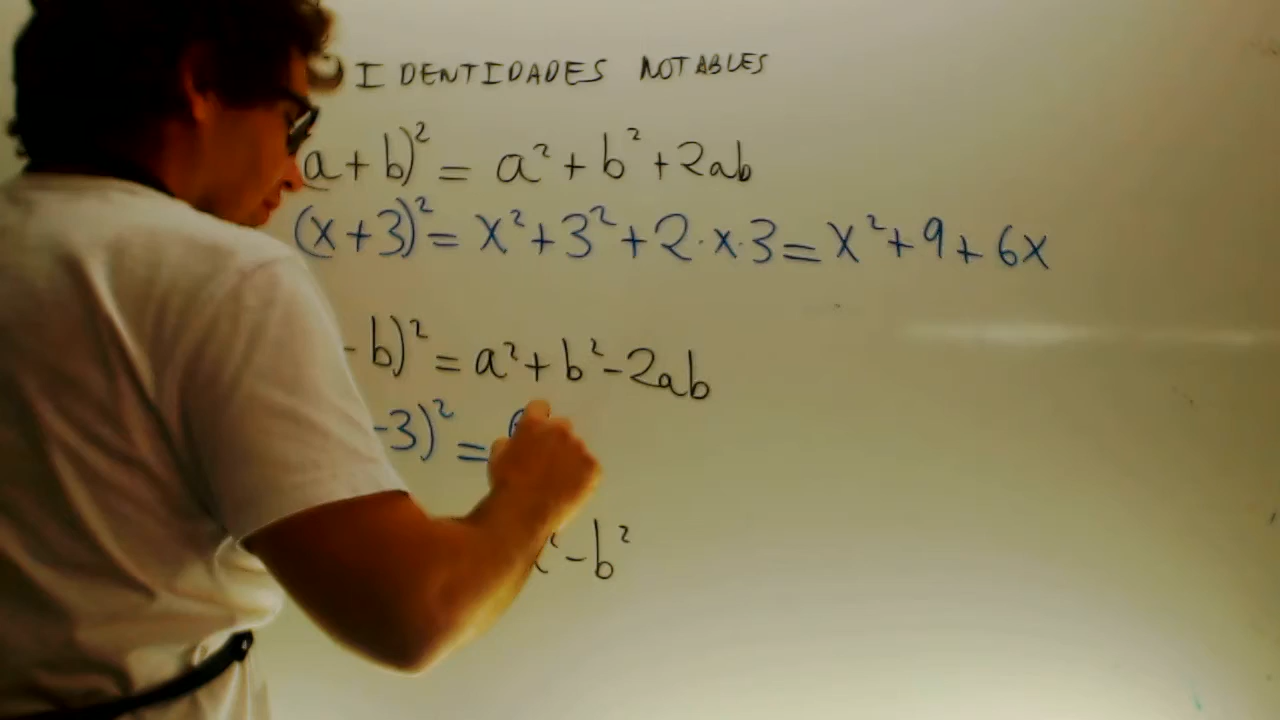 IDENTIDADES NOTABLES
(a+b)² = a²+b²+2ab
(x+3)² = x²+3²+2·x·3 = x²+9+6x
-b)² = a²+b²-2ab
-3)² =
²-b²